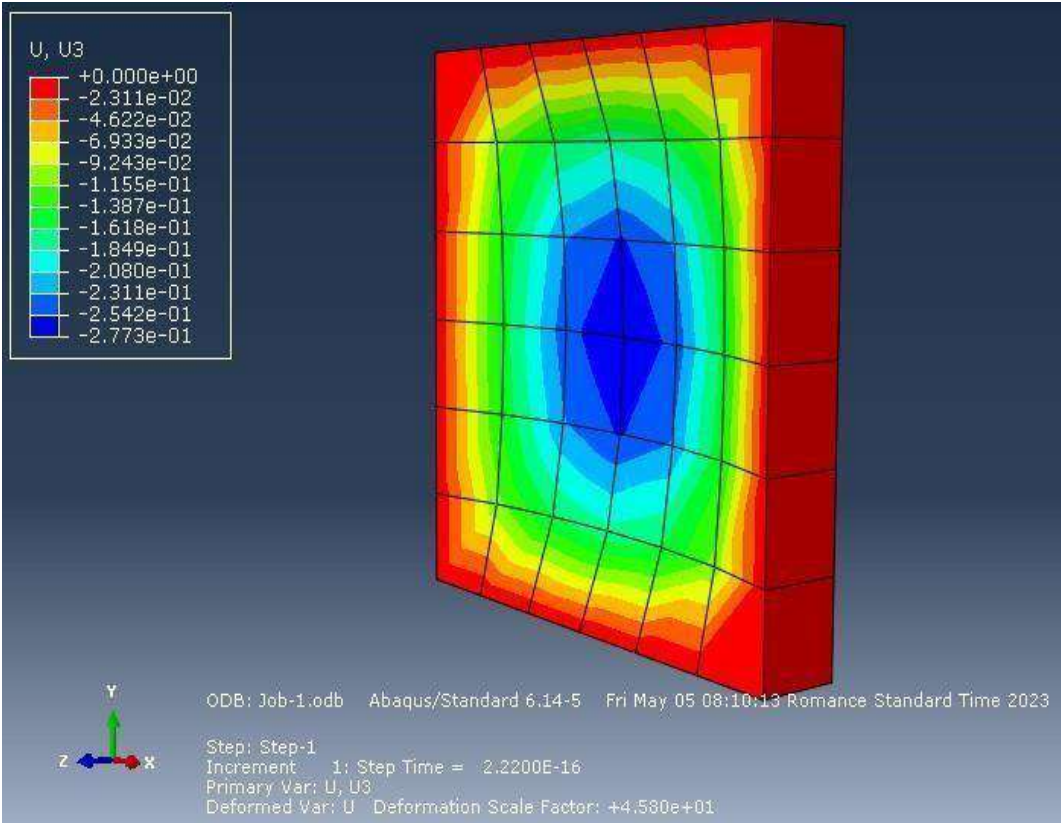 U, U3
+0.000e+00
-2.311e-02
-4.622e-02
-6.933e-02
-9.243e-02
-1.155e-01
-1.387e-01
-1.618e-01
-1.849e-01
-2.080e-01
-2.311e-01
-2.542e-01
-2.773e-01
Y
Z X
ODB: Job-1.odb Abaqus/Standard 6.14-5 Fri May 05 08:10:13 Romance Standard Time 2023
Step: Step-1
Increment 1: Step Time = 2.2200E-16
Primary Var: U, U3
Deformed Var: U Deformation Scale Factor: +4.580e+01